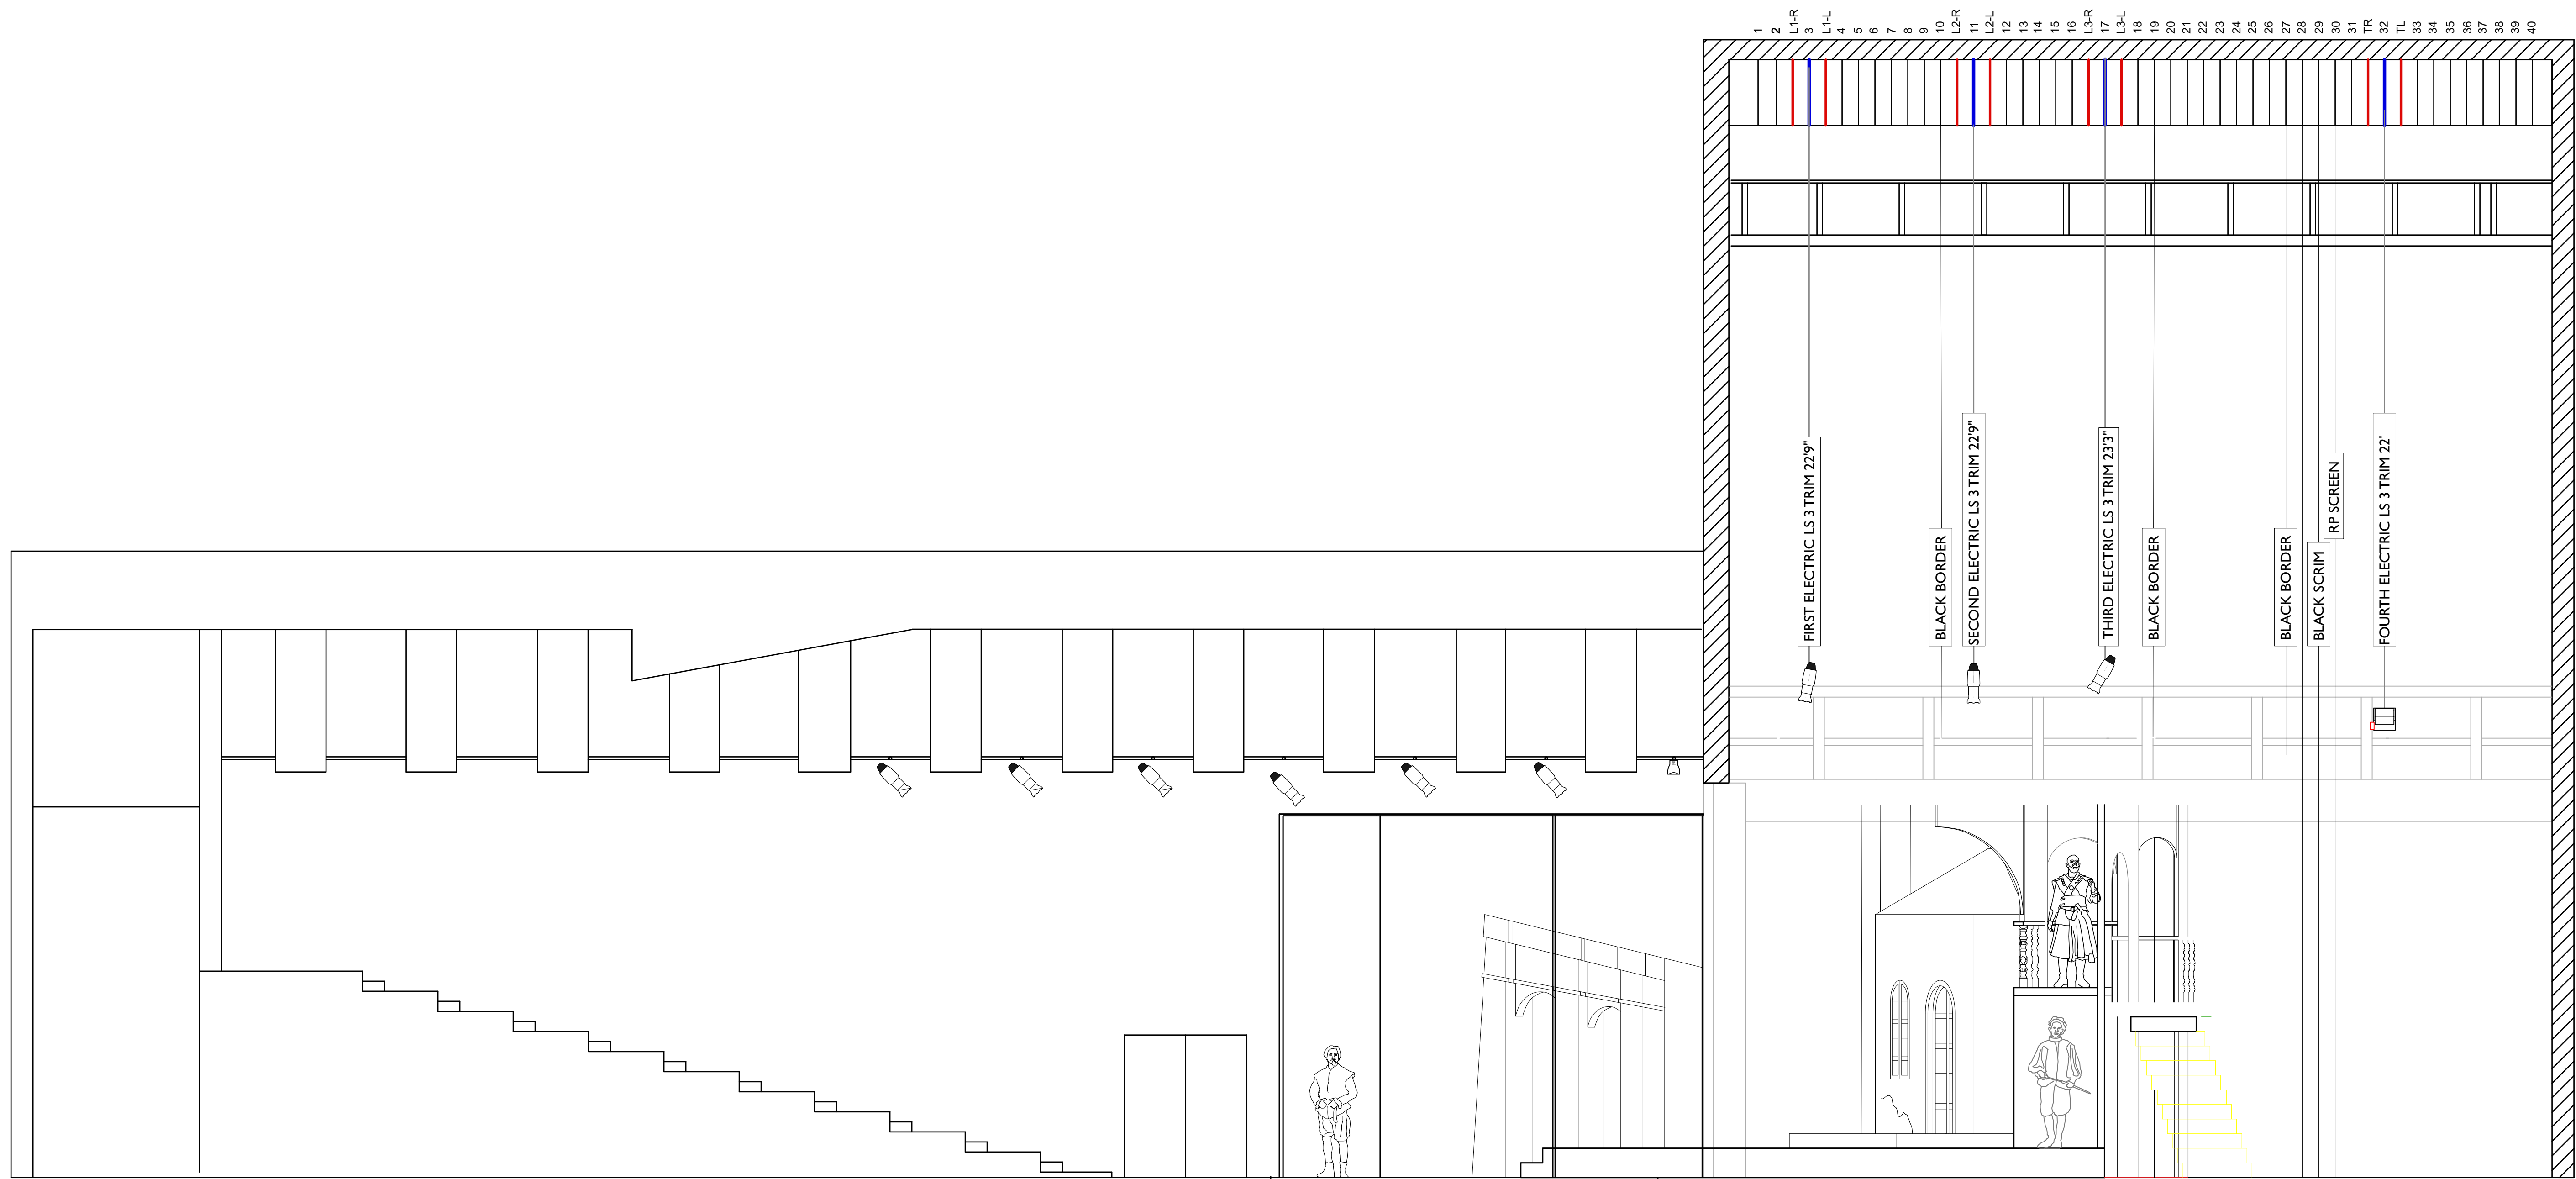 1
2
L1-R
3
L1-L
4
5
6
7
8
9
10
L2-R
11
L2-L
12
13
14
15
16
L3-R
17
L3-L
18
19
20
21
22
23
24
25
26
27
28
29
30
31
TR
32
TL
33
34
35
36
37
38
39
40
FIRST ELECTRIC LS 3 TRIM 22'9"
BLACK BORDER
SECOND ELECTRIC LS 3 TRIM 22'9"
THIRD ELECTRIC LS 3 TRIM 23'3"
BLACK BORDER
BLACK BORDER
BLACK SCRIM
RP SCREEN
FOURTH ELECTRIC LS 3 TRIM 22'